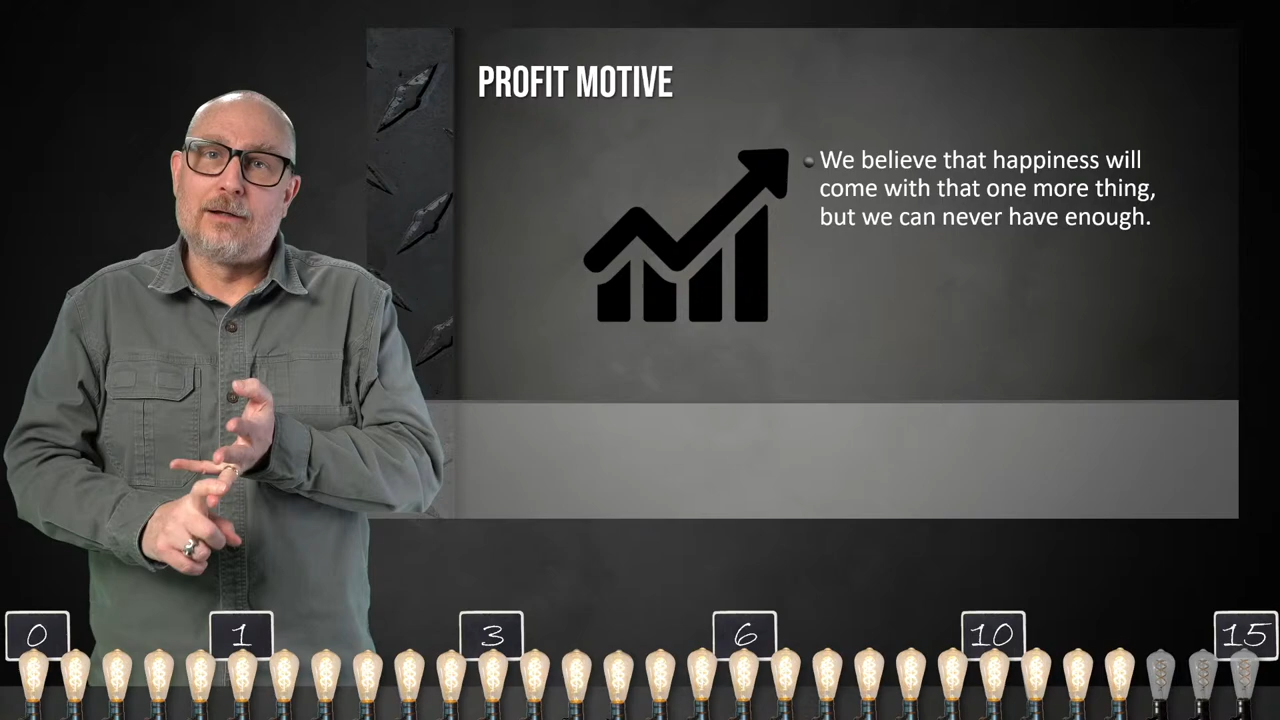 PROFIT MOTIVE
We believe that happiness will
come with that one more thing,
but we can never have enough.
0 1 3 6 10 15